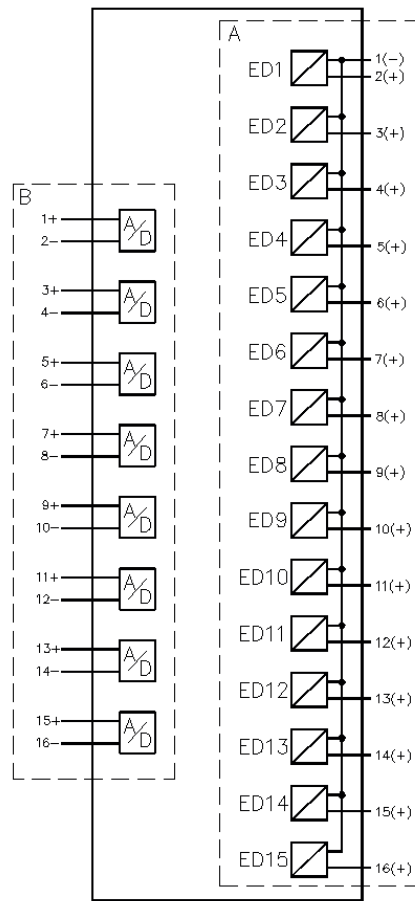 A
ED1
1(-)
2(+)
ED2
3(+)
ED3
4(+)
ED4
5(+)
ED5
6(+)
ED6
7(+)
ED7
8(+)
ED8
9(+)
ED9
10(+)
ED10
11(+)
ED11
12(+)
ED12
13(+)
ED13
14(+)
ED14
15(+)
ED15
16(+)
B
1+
2-
A/D
3+
4-
A/D
5+
6-
A/D
7+
8-
A/D
9+
10-
A/D
11+
12-
A/D
13+
14-
A/D
15+
16-
A/D